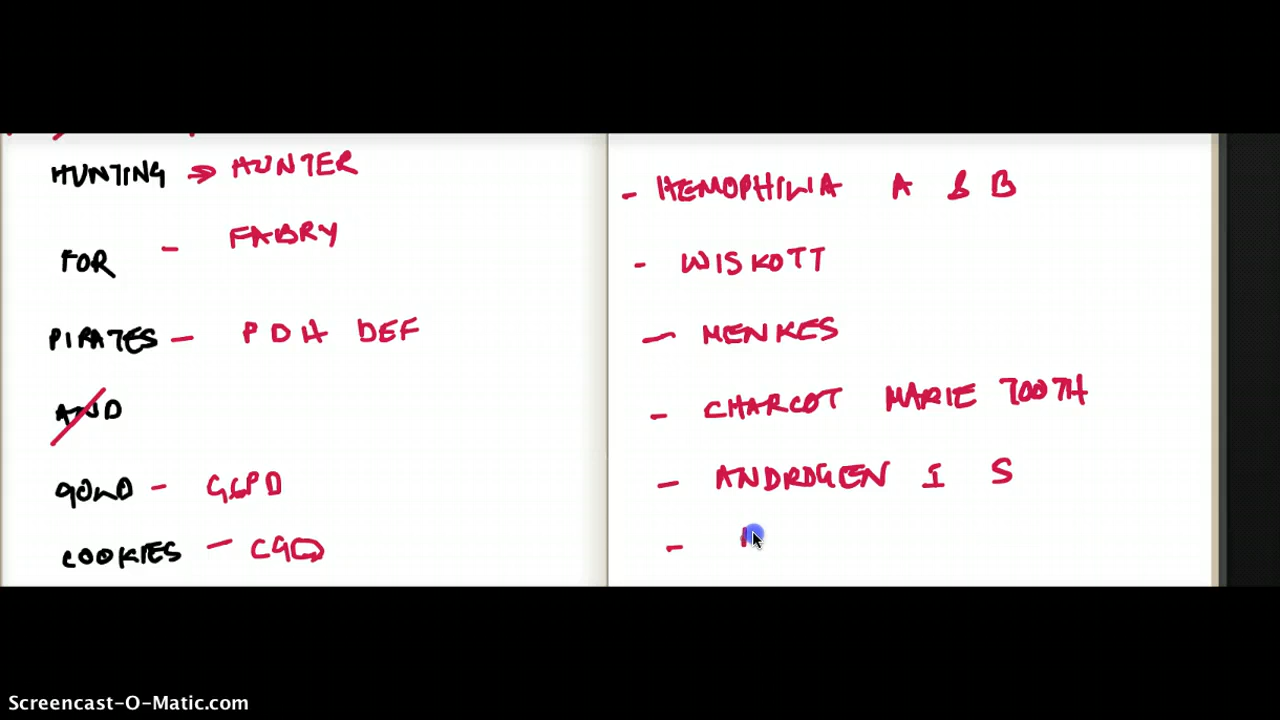 HUNTING ⇒ HUNTER
FOR - FABRY
PIRATES - PDH DEF
AND
GOLD - G6PD
COOKIES - CGD
- HEMOPHILIA A & B
- WISKOTT
- MENKES
- CHARCOT MARIE TOOTH
- ANDROGEN I S
-
Screencast-O-Matic.com